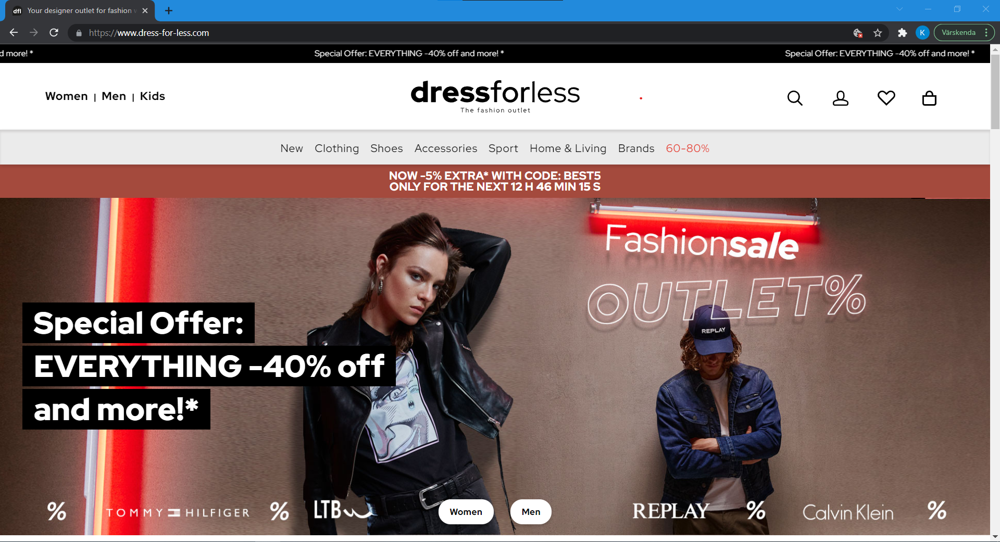 dfl Your designer outlet for fashion
https://www.dress-for-less.com
K
Värskenda
d more! *
Special Offer: EVERYTHING -40% off and more! *
Special Offer: EVERYTHING -40% off and more! *
Women | Men | Kids
dressforless
The fashion outlet
New Clothing Shoes Accessories Sport Home & Living Brands 60-80%
NOW -5% EXTRA* WITH CODE: BEST5
ONLY FOR THE NEXT 12 H 46 MIN 15 S
Fashionsale
OUTLET%
REPLAY
Special Offer:
EVERYTHING -40% off
and more!*
% TOMMY HILFIGER % LTB Women Men REPLAY % Calvin Klein %